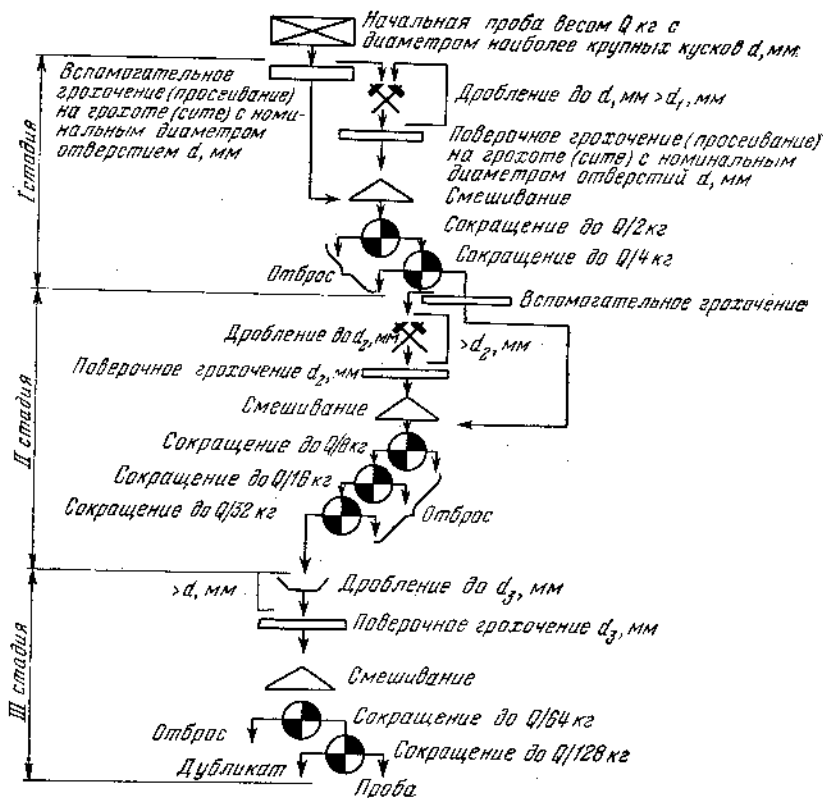 Начальная проба весом Q кг с
диаметром наиболее крупных кусков d, мм
Вспомогательное
грохочение (просеивание)
на грохоте (сите) с номи-
нальным диаметром
отверстием d, мм
Дробление до d, мм >d₁, мм
Поверочное грохочение (просеивание)
на грохоте (сите) с номинальным
диаметром отверстий d, мм
Смешивание
Сокращение до Q/2 кг
Сокращение до Q/4 кг
Отброс
I стадия
Вспомогательное грохочение
Дробление до d₂, мм
>d₂, мм
Поверочное грохочение d₂, мм
Смешивание
Сокращение до Q/8 кг
Сокращение до Q/16 кг
Сокращение до Q/32 кг
Отброс
II стадия
>d, мм
Дробление до d₃, мм
Поверочное грохочение d₃, мм
Смешивание
Сокращение до Q/64 кг
Отброс
Сокращение до Q/128 кг
Дубликат
Проба
III стадия